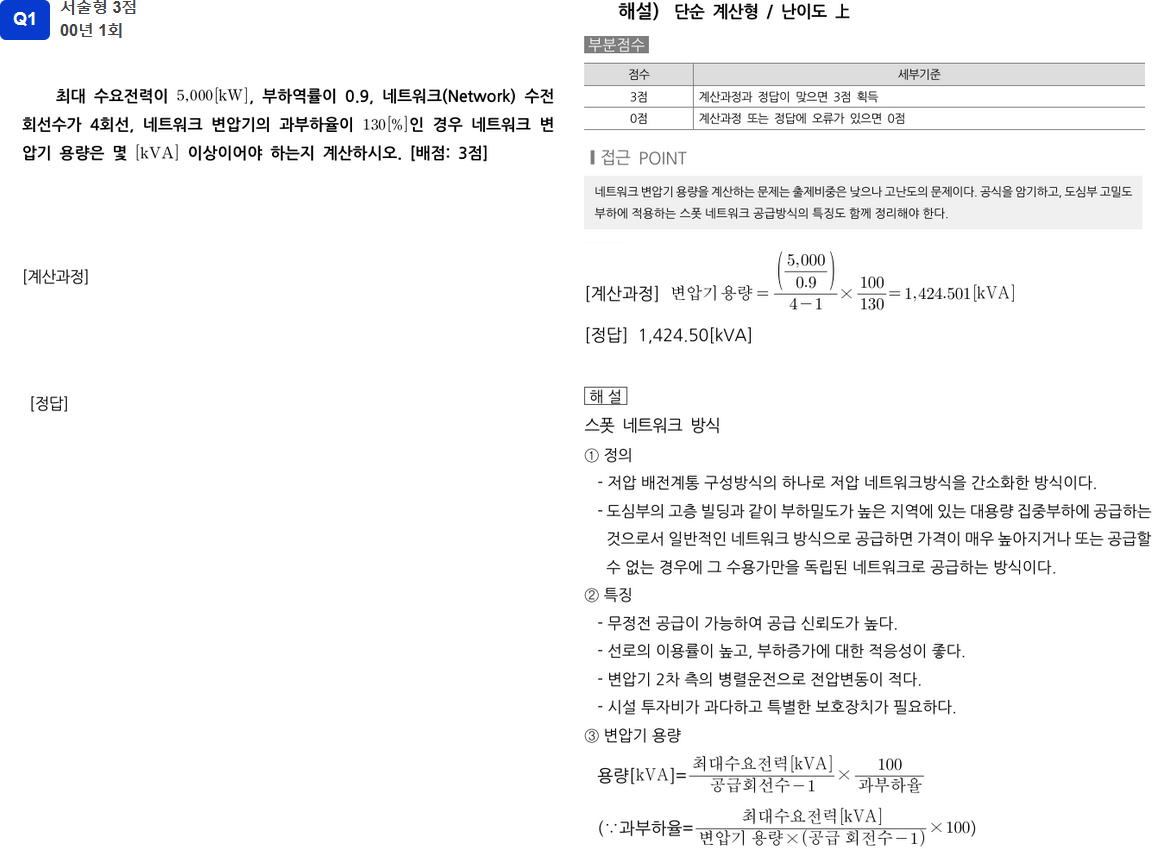 Q1
서술형 3점
00년 1회
최대 수요전력이 5,000[kW], 부하역률이 0.9, 네트워크(Network) 수전
회선수가 4회선, 네트워크 변압기의 과부하율이 130[%]인 경우 네트워크 변
압기 용량은 몇 [kVA] 이상이어야 하는지 계산하시오. [배점: 3점]
[계산과정]
[정답]
해설) 단순 계산형 / 난이도 上
부분점수
점수 세부기준
3점 계산과정과 정답이 맞으면 3점 획득
0점 계산과정 또는 정답에 오류가 있으면 0점
접근 POINT
네트워크 변압기 용량을 계산하는 문제는 출제비중은 낮으나 고난도의 문제이다. 공식을 암기하고, 도심부 고밀도
부하에 적용하는 스폿 네트워크 공급방식의 특징도 함께 정리해야 한다.
[계산과정] 변압기 용량 = (5,000/0.9)/(4-1) × 100/130 = 1,424.501[kVA]
[정답] 1,424.50[kVA]
해 설
스폿 네트워크 방식
① 정의
- 저압 배전계통 구성방식의 하나로 저압 네트워크방식을 간소화한 방식이다.
- 도심부의 고층 빌딩과 같이 부하밀도가 높은 지역에 있는 대용량 집중부하에 공급하는
것으로서 일반적인 네트워크 방식으로 공급하면 가격이 매우 높아지거나 또는 공급할
수 없는 경우에 그 수용가만을 독립된 네트워크로 공급하는 방식이다.
② 특징
- 무정전 공급이 가능하여 공급 신뢰도가 높다.
- 선로의 이용률이 높고, 부하증가에 대한 적응성이 좋다.
- 변압기 2차 측의 병렬운전으로 전압변동이 적다.
- 시설 투자비가 과다하고 특별한 보호장치가 필요하다.
③ 변압기 용량
용량[kVA]= 최대수요전력[kVA]/(공급회선수-1) × 100/과부하율
(∵과부하율= 최대수요전력[kVA]/(변압기 용량×(공급 회전수-1)) ×100)